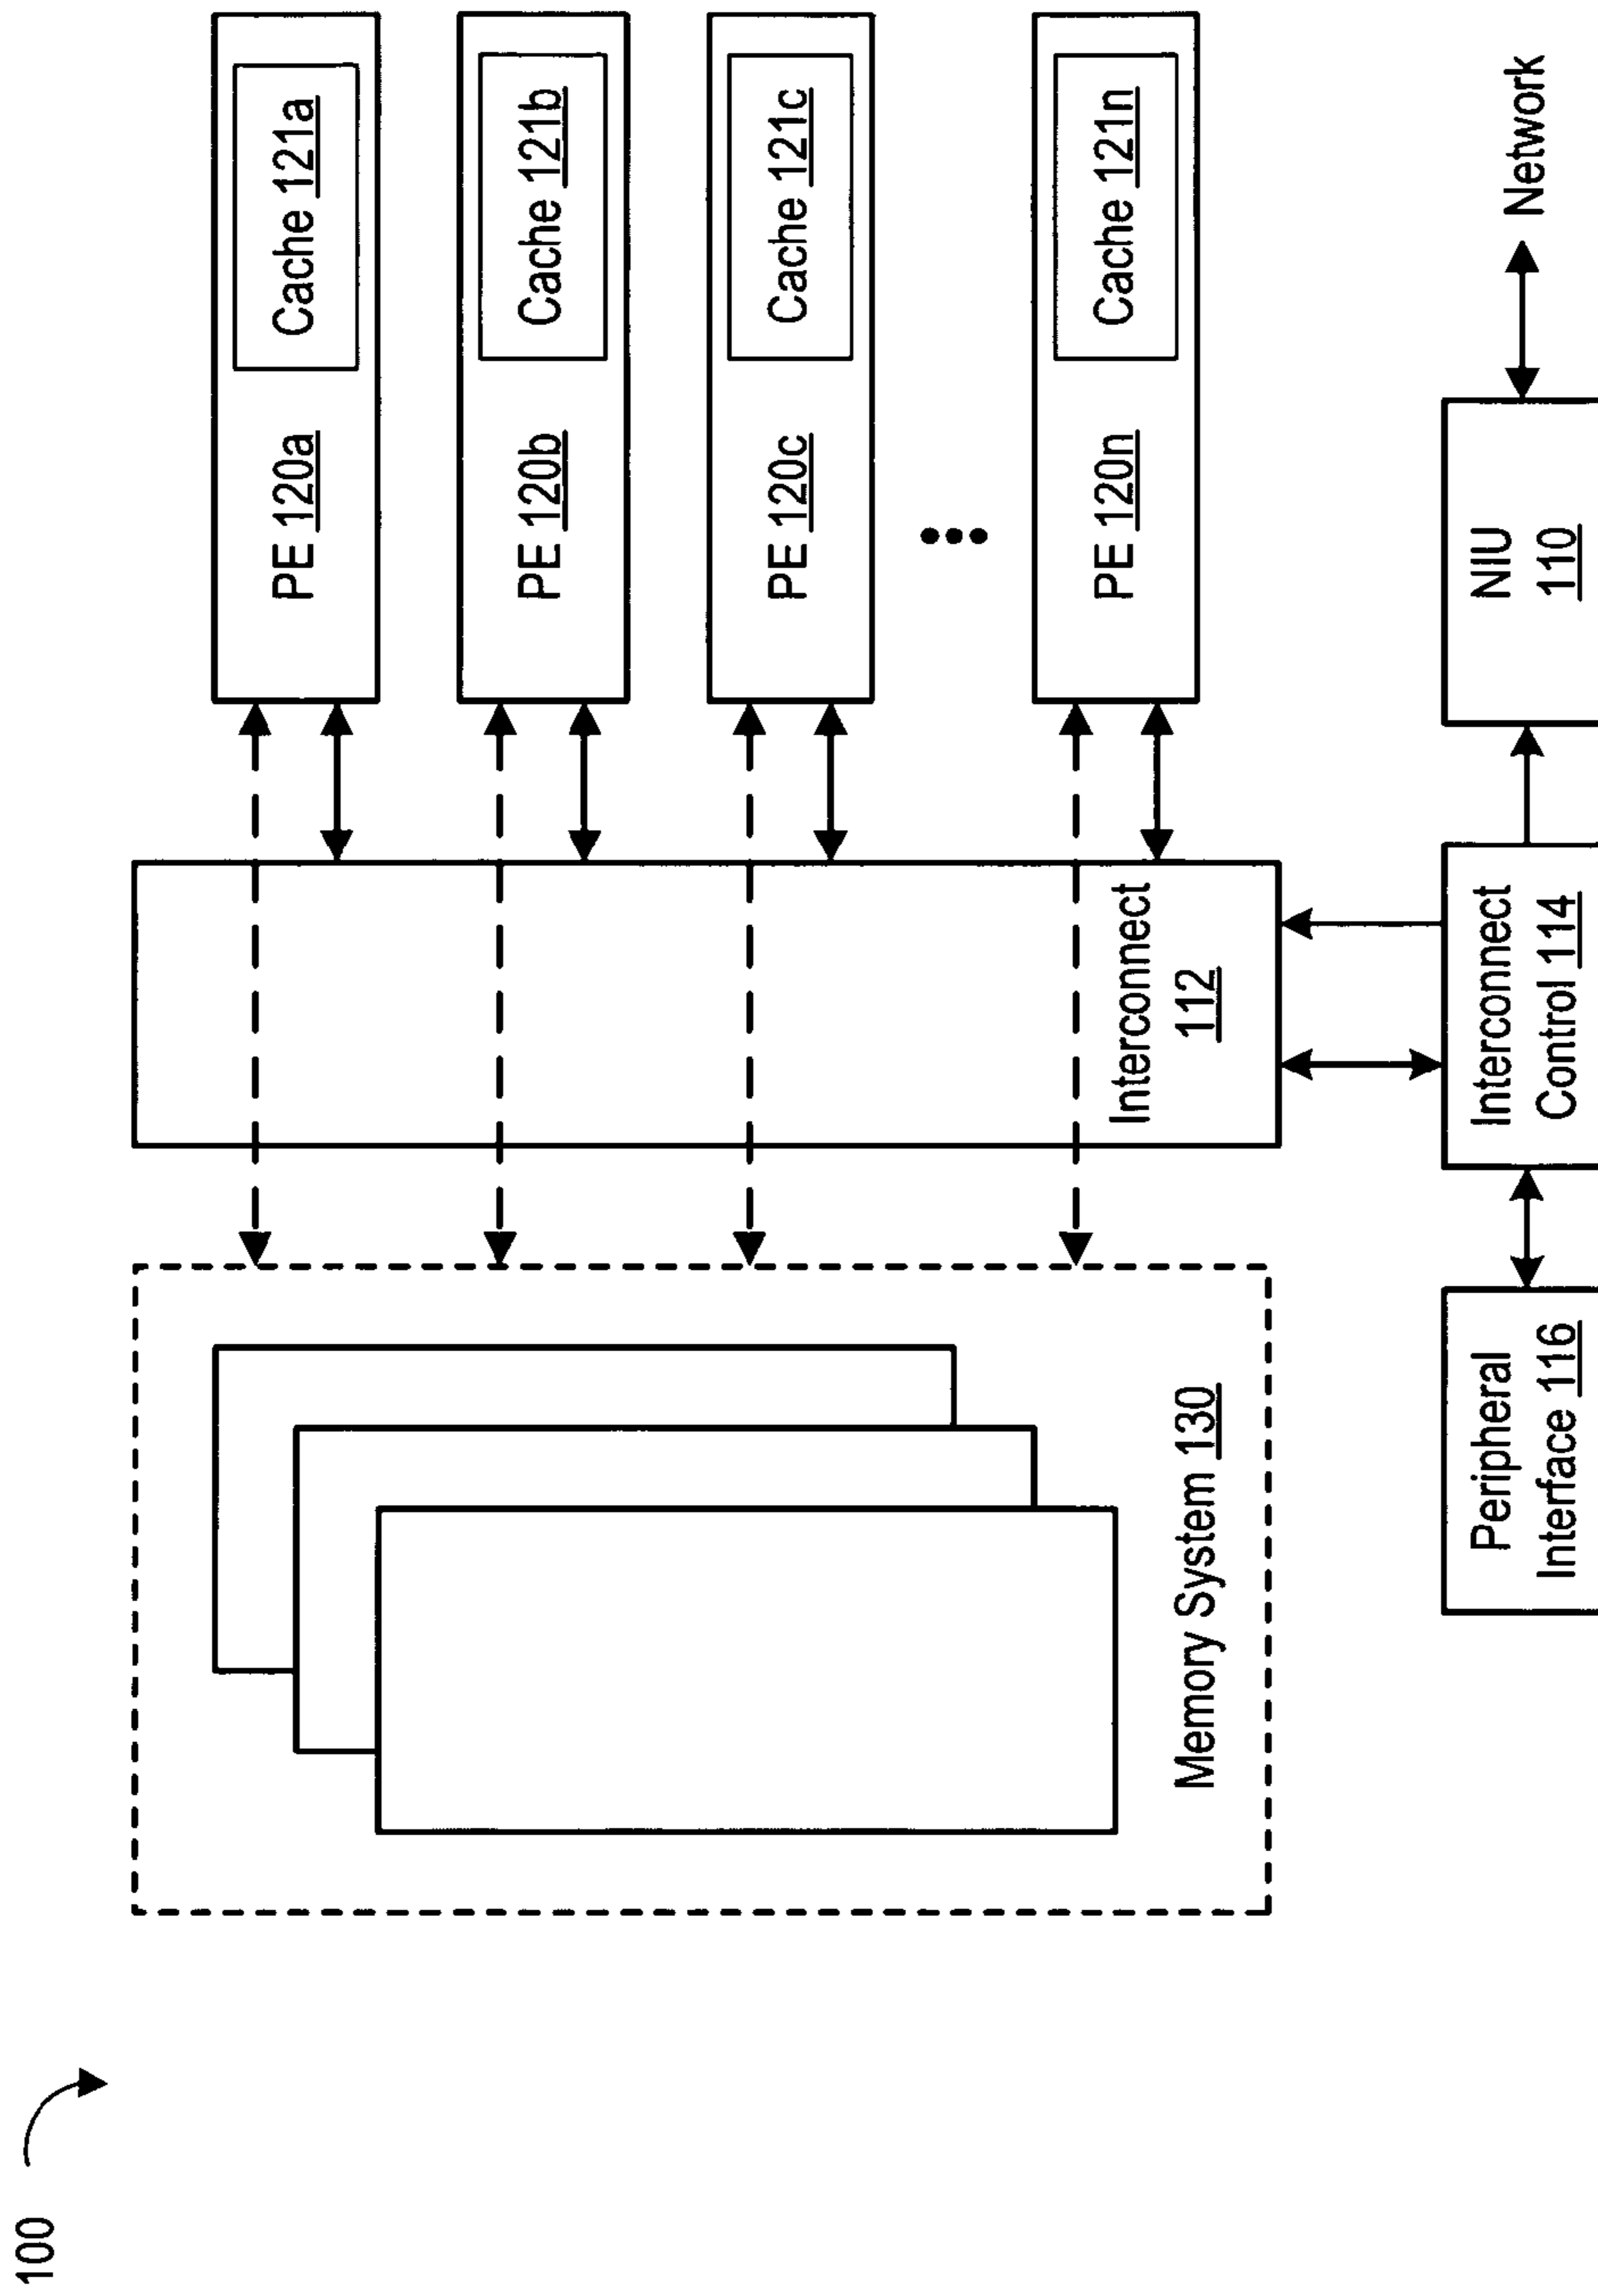 100
PE 120a
Cache 121a
PE 120b
Cache 121b
PE 120c
Cache 121c
PE 120n
Cache 121n
Interconnect
112
Memory System 130
Peripheral
Interface 116
Interconnect
Control 114
NIU
110
Network